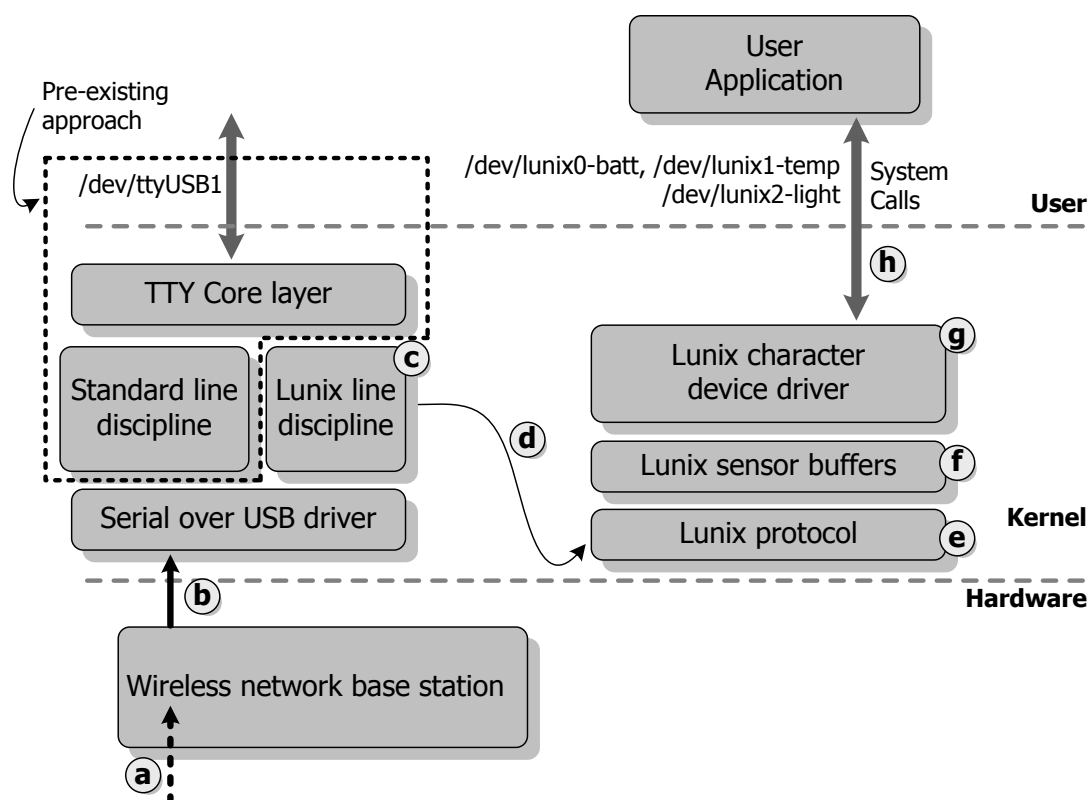 User
Application
Pre-existing
approach
/dev/ttyUSB1
/dev/lunix0-batt, /dev/lunix1-temp
/dev/lunix2-light
System
Calls
User
h
TTY Core layer
Lunix character
device driver
g
Standard line
discipline
Lunix line
discipline
c
d
Lunix sensor buffers
f
Serial over USB driver
Lunix protocol
e
Kernel
b
Hardware
Wireless network base station
a